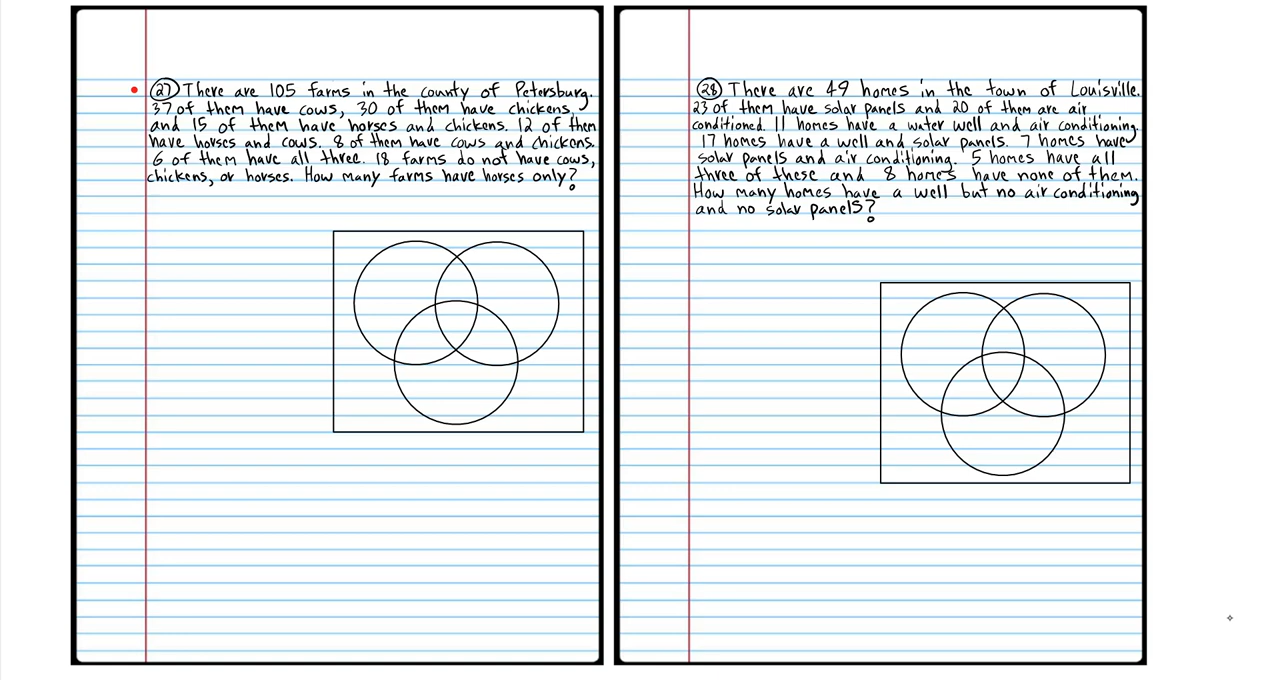 27 There are 105 farms in the county of Petersburg.
37 of them have cows, 30 of them have chickens,
and 15 of them have horses and chickens. 12 of them
have horses and cows. 8 of them have cows and chickens.
6 of them have all three. 18 farms do not have cows,
chickens, or horses. How many farms have horses only?
28 There are 49 homes in the town of Louisville.
23 of them have solar panels and 20 of them are air
conditioned. 11 homes have a water well and air conditioning.
17 homes have a well and solar panels. 7 homes have
solar panels and air conditioning. 5 homes have all
three of these and 8 homes have none of them.
How many homes have a well but no air conditioning
and no solar panels?